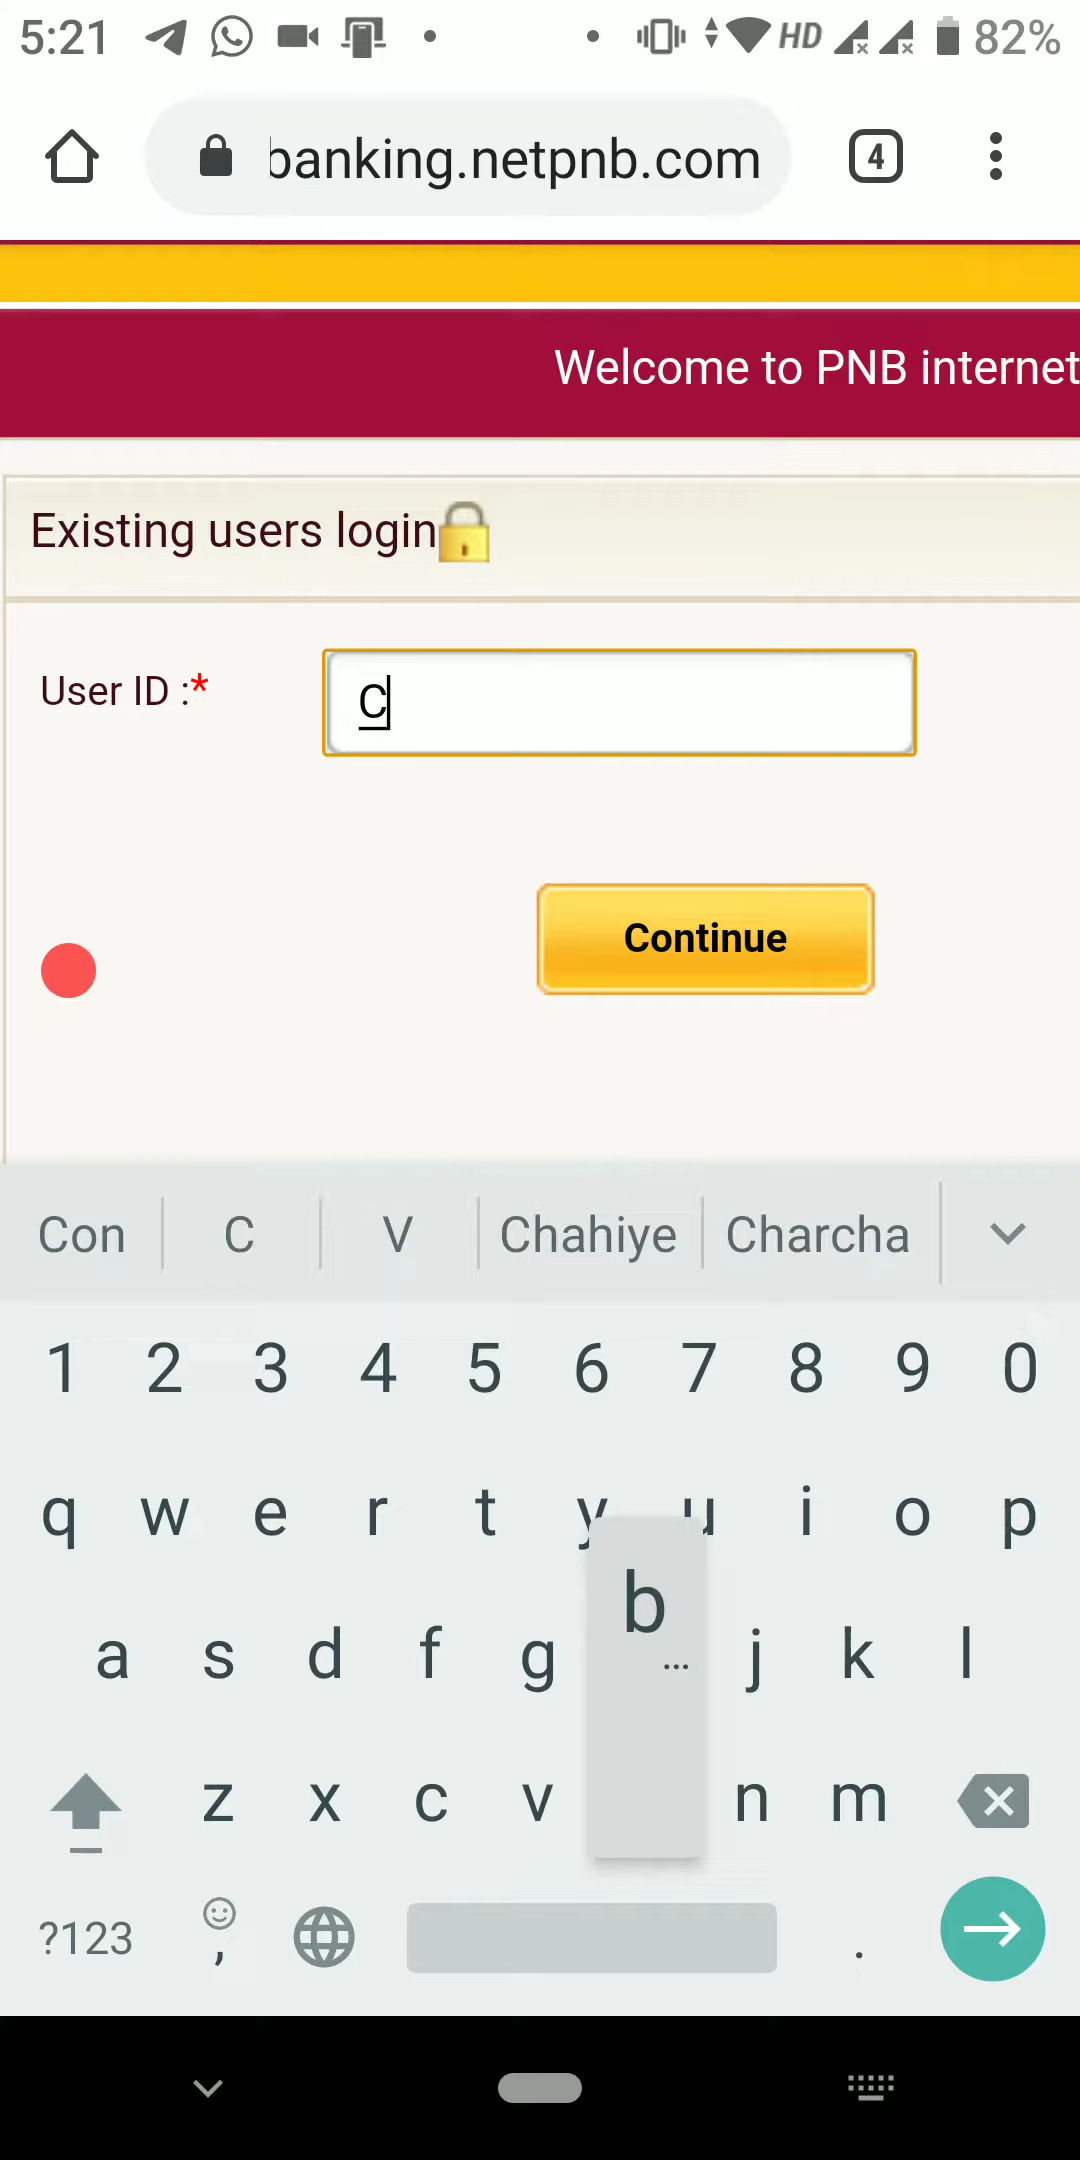 5:21 HD 82%
banking.netpnb.com 4
Welcome to PNB internet
Existing users login
User ID :*
C
Continue
Con C V Chahiye Charcha
1 2 3 4 5 6 7 8 9 0
q w e r t y u i o p
b
...
a s d f g j k l
z x c v n m
?123 , .